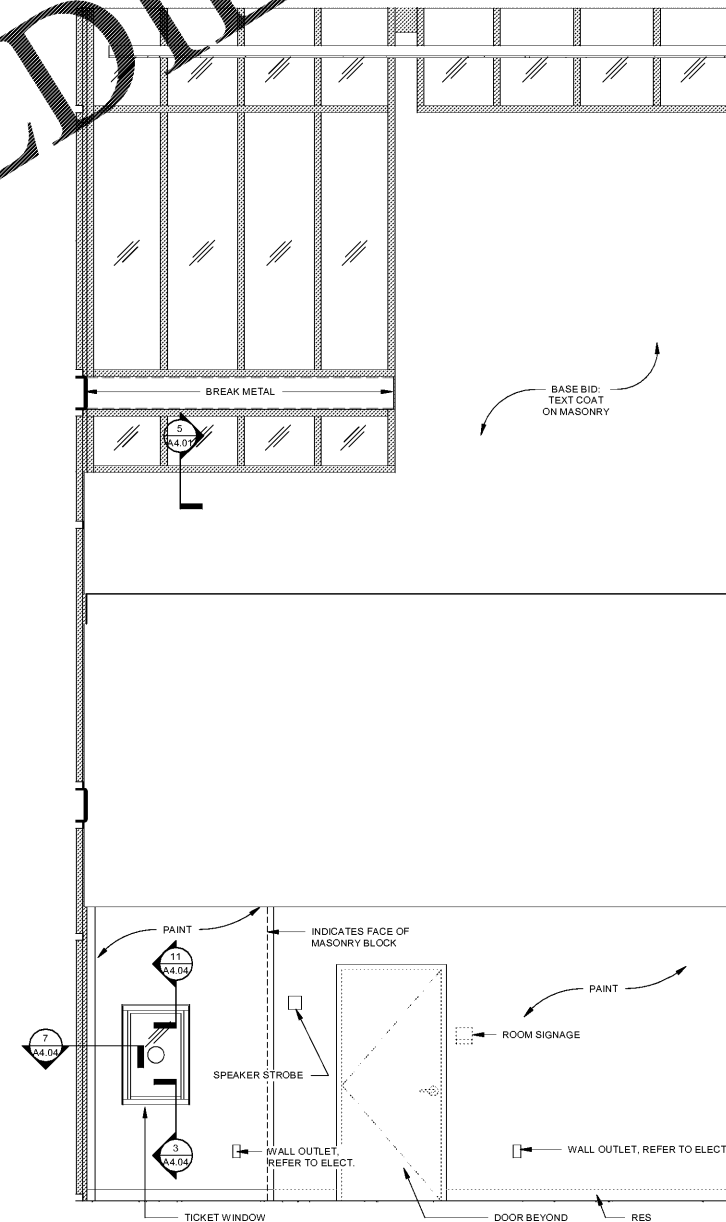 BREAK METAL
BASE BID:
TEXT COAT
ON MASONRY
5
A4.01
PAINT
INDICATES FACE OF
MASONRY BLOCK
11
A4.04
PAINT
ROOM SIGNAGE
7
A4.04
SPEAKER STROBE
3
A4.04
WALL OUTLET,
REFER TO ELECT.
WALL OUTLET, REFER TO ELECT
TICKET WINDOW
DOOR BEYOND
RES